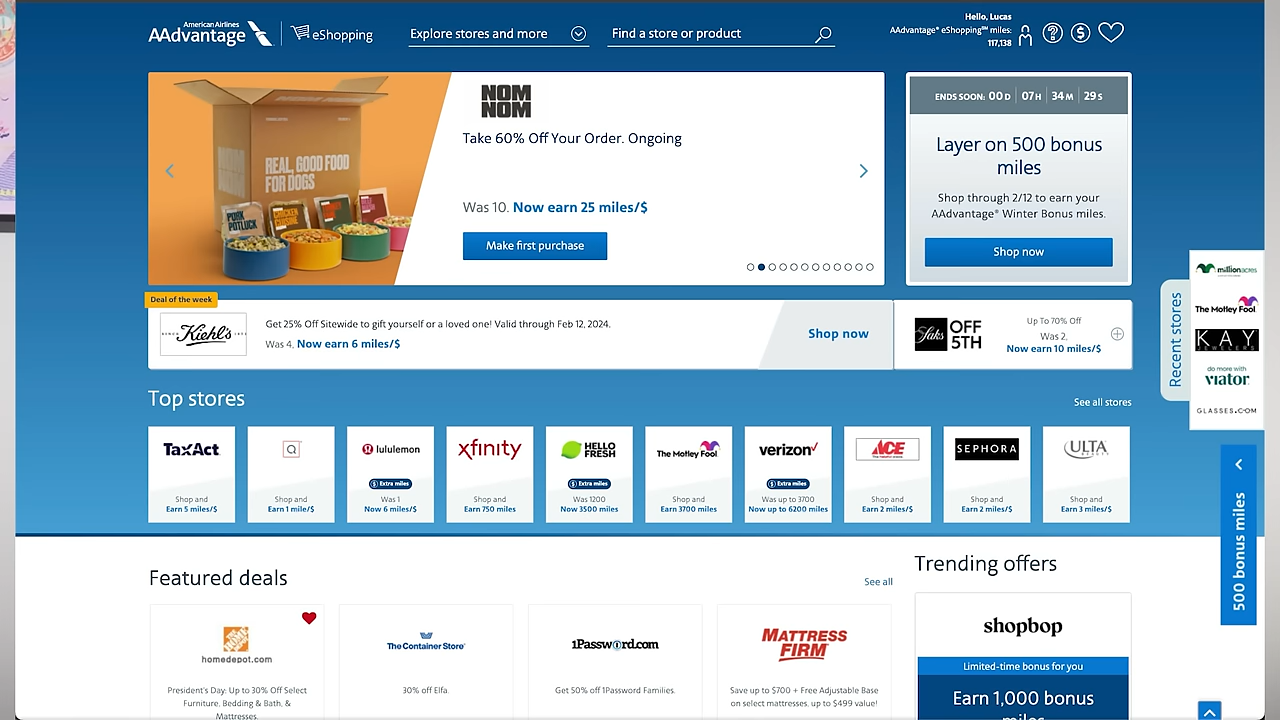 American Airlines
AAdvantage
eShopping
Explore stores and more
Find a store or product
Hello, Lucas
AAdvantage® eShopping℠ miles:
117,138
NOM
NOM
Take 60% Off Your Order. Ongoing
Was 10. Now earn 25 miles/$
Make first purchase
REAL, GOOD FOOD
FOR DOGS
PORK
POTLUCK
CHICKEN
ENDS SOON: 00 D 07 H 34 M 29 S
Layer on 500 bonus
miles
Shop through 2/12 to earn your
AAdvantage® Winter Bonus miles.
Shop now
Deal of the week
SINCE Kiehl's 1851
Get 25% Off Sitewide to gift yourself or a loved one! Valid through Feb 12, 2024.
Was 4, Now earn 6 miles/$
Shop now
Saks OFF
5TH
Up To 70% Off
Was 2,
Now earn 10 miles/$
Recent stores
millionacres
The Motley Fool
KAY
JEWELERS
do more with
viator
GLASSES.COM
500 bonus miles
Top stores
See all stores
TaxAct
Shop and
Earn 5 miles/$
Q
Shop and
Earn 1 mile/$
lululemon
Extra miles
Was 1
Now 6 miles/$
xfinity
Shop and
Earn 750 miles
HELLO
FRESH
Extra miles
Was 1200
Now 3500 miles
The Motley Fool
Shop and
Earn 3700 miles
verizon
Extra miles
Was up to 3700
Now up to 6200 miles
ACE
Shop and
Earn 2 miles/$
SEPHORA
Shop and
Earn 2 miles/$
ULTA
BEAUTY
Shop and
Earn 3 miles/$
Featured deals
See all
homedepot.com
President's Day: Up to 30% Off Select
Furniture, Bedding & Bath, &
Mattresses.
The Container Store
30% off Elfa.
1Password.com
Get 50% off 1Password Families.
MATTRESS
FIRM
Save up to $700 + Free Adjustable Base
on select mattresses, up to $499 value!
Trending offers
shopbop
Limited-time bonus for you
Earn 1,000 bonus
miles